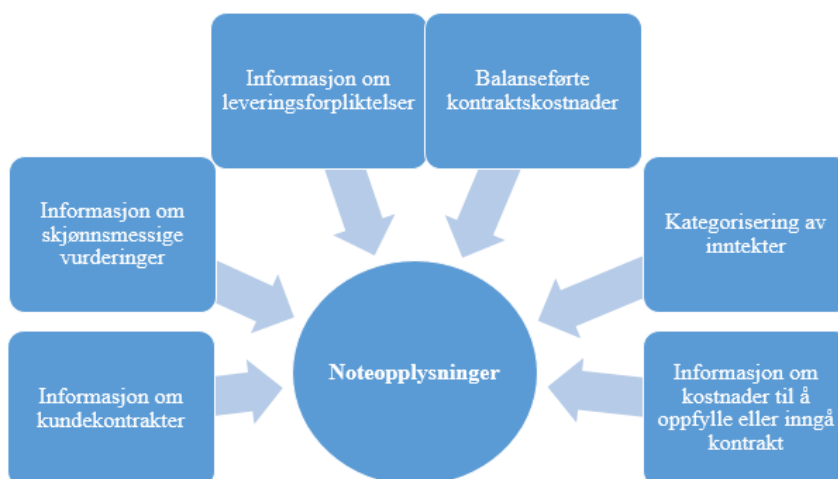 Informasjon om
leveringsforpliktelser
Balanseførte
kontraktskostnader
Informasjon om
skjønnsmessige
vurderinger
Kategorisering av
inntekter
Noteopplysninger
Informasjon om
kundekontrakter
Informasjon om
kostnader til å
oppfylle eller inngå
kontrakt